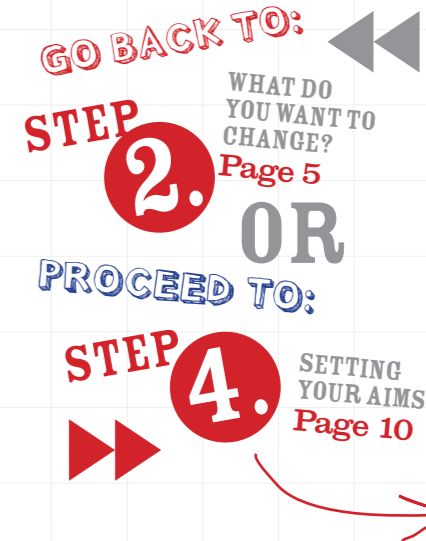 GO BACK TO:
STEP
2.
WHAT DO
YOU WANT TO
CHANGE?
Page 5
OR
PROCEED TO:
STEP
4.
SETTING
YOUR AIMS
Page 10